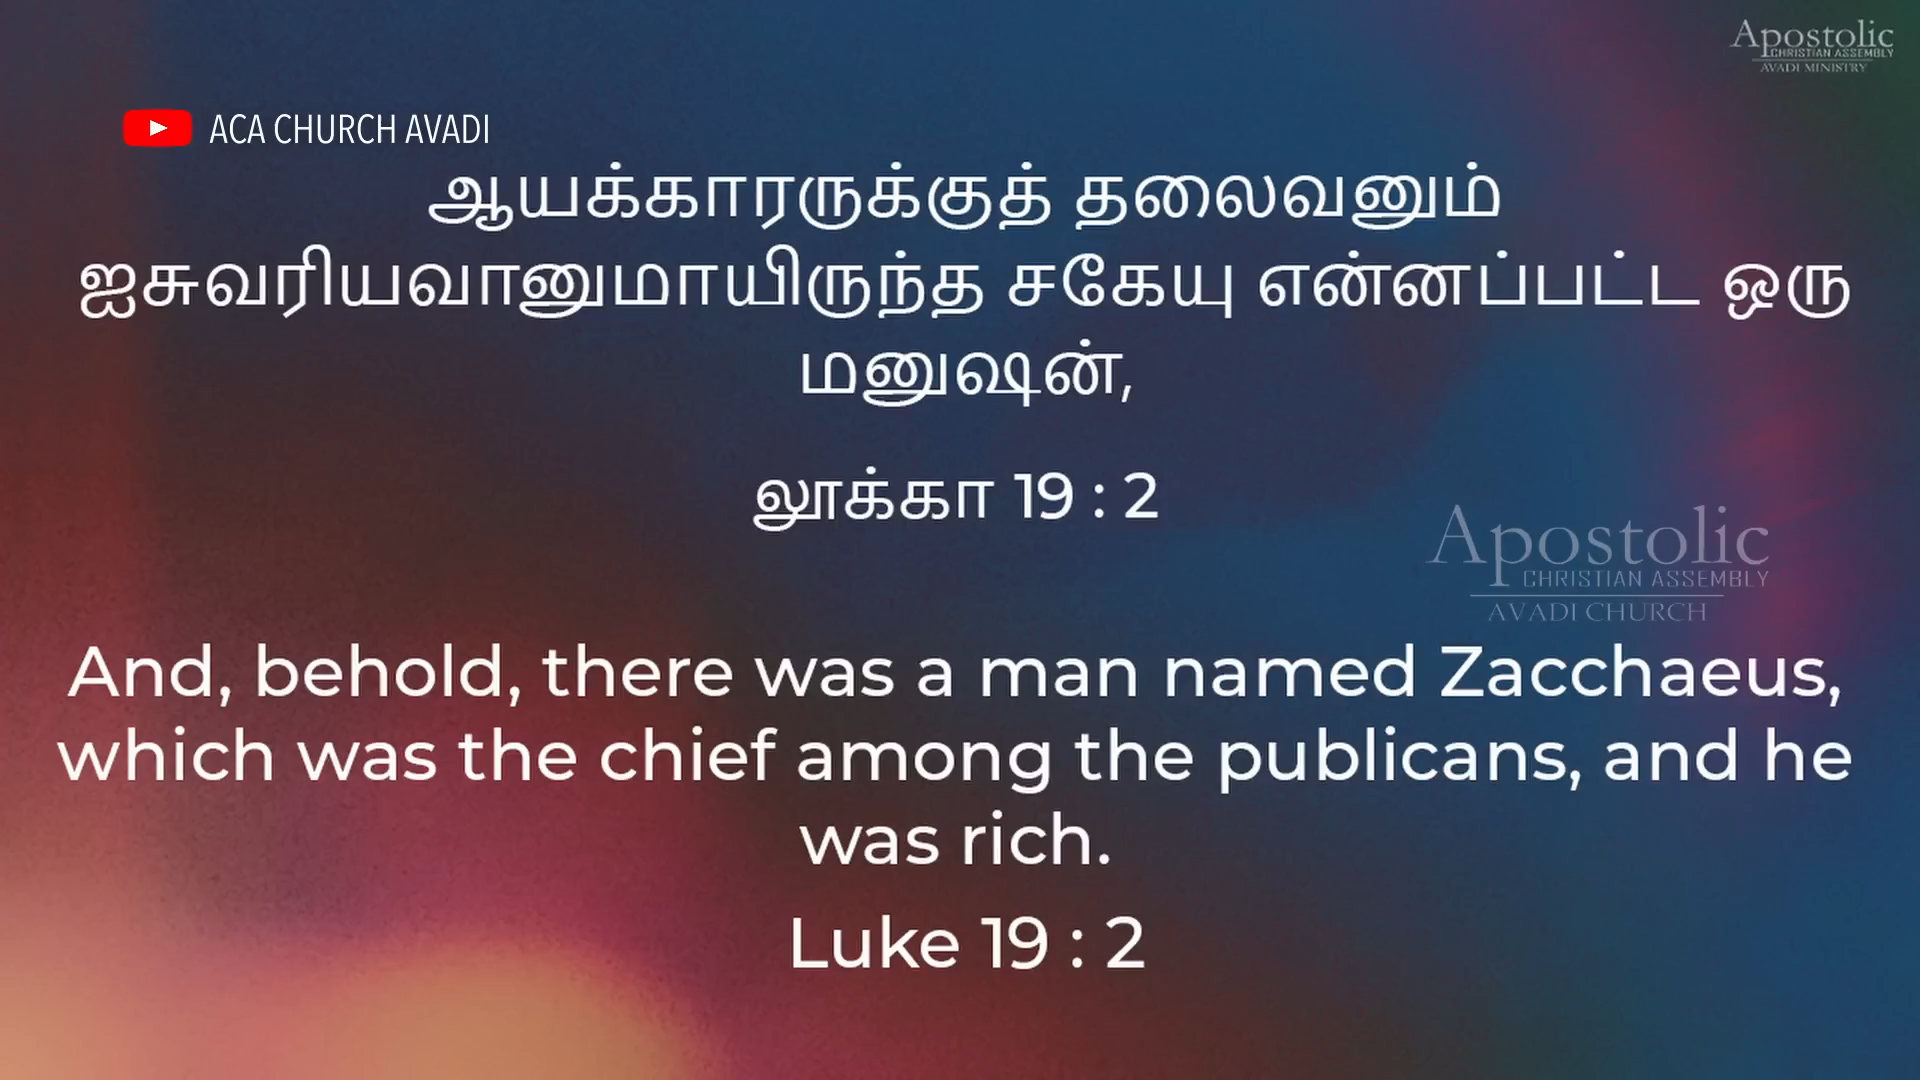 Apostolic
CHRISTIAN ASSEMBLY
AVADI MINISTRY
ACA CHURCH AVADI
ஆயக்காரருக்குத் தலைவனும்
ஐசுவரியவானுமாயிருந்த சகேயு என்னப்பட்ட ஒரு
மனுஷன்,
லூக்கா 19 : 2
Apostolic
CHRISTIAN ASSEMBLY
AVADI CHURCH
And, behold, there was a man named Zacchaeus,
which was the chief among the publicans, and he
was rich.
Luke 19 : 2